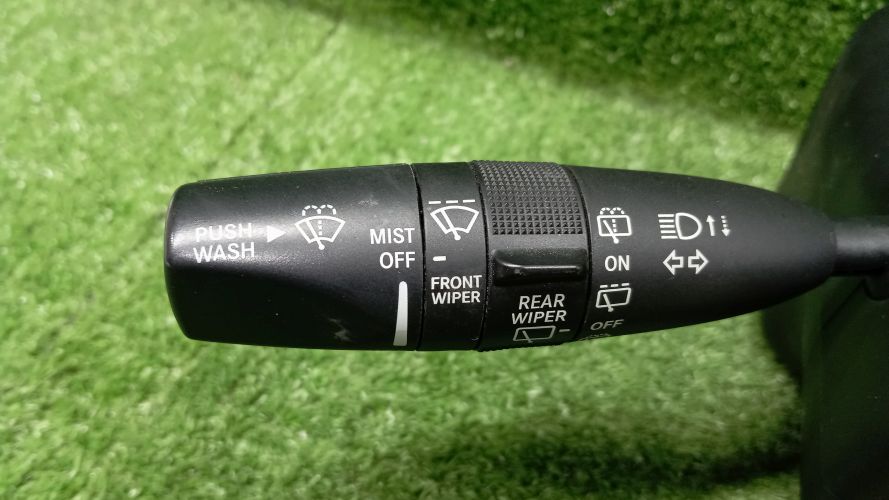 PUSH
WASH
MIST
OFF
FRONT
WIPER
REAR
WIPER
ON
OFF